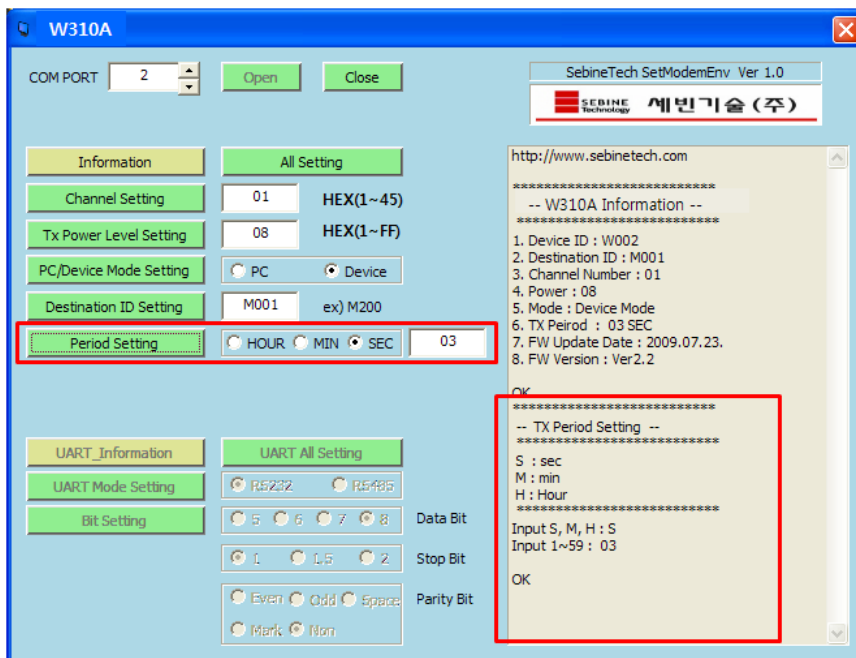 W310A
COM PORT 2 Open Close
SebineTech SetModemEnv Ver 1.0
SEBINE Technology 세빈기술(주)
Information All Setting
Channel Setting 01 HEX(1~45)
Tx Power Level Setting 08 HEX(1~FF)
PC/Device Mode Setting PC Device
Destination ID Setting M001 ex) M200
Period Setting HOUR MIN SEC 03
UART_Information UART All Setting
UART Mode Setting RS232 RS485
Bit Setting 5 6 7 8 Data Bit
1 1.5 2 Stop Bit
Even Odd Space Parity Bit
Mark Non
http://www.sebinetech.com
***************************
-- W310A Information --
***************************
1. Device ID : W002
2. Destination ID : M001
3. Channel Number : 01
4. Power : 08
5. Mode : Device Mode
6. TX Peirod : 03 SEC
7. FW Update Date : 2009.07.23.
8. FW Version : Ver2.2
OK
***************************
-- TX Period Setting --
***************************
S : sec
M : min
H : Hour
***************************
Input S, M, H : S
Input 1~59 : 03
OK